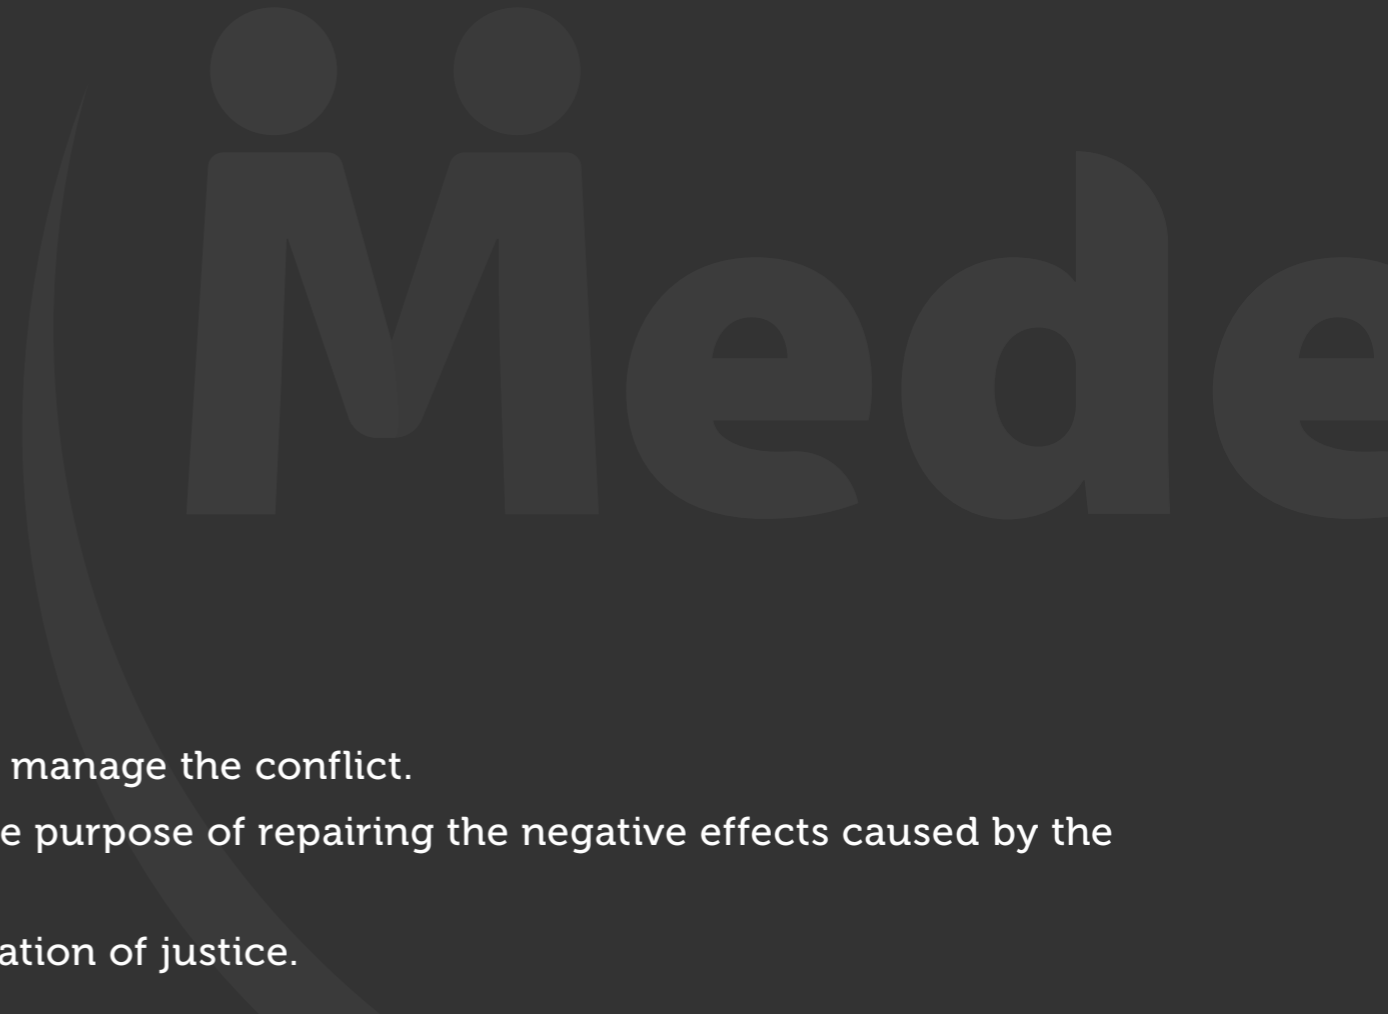 Mede
manage the conflict.
e purpose of repairing the negative effects caused by the
ation of justice.